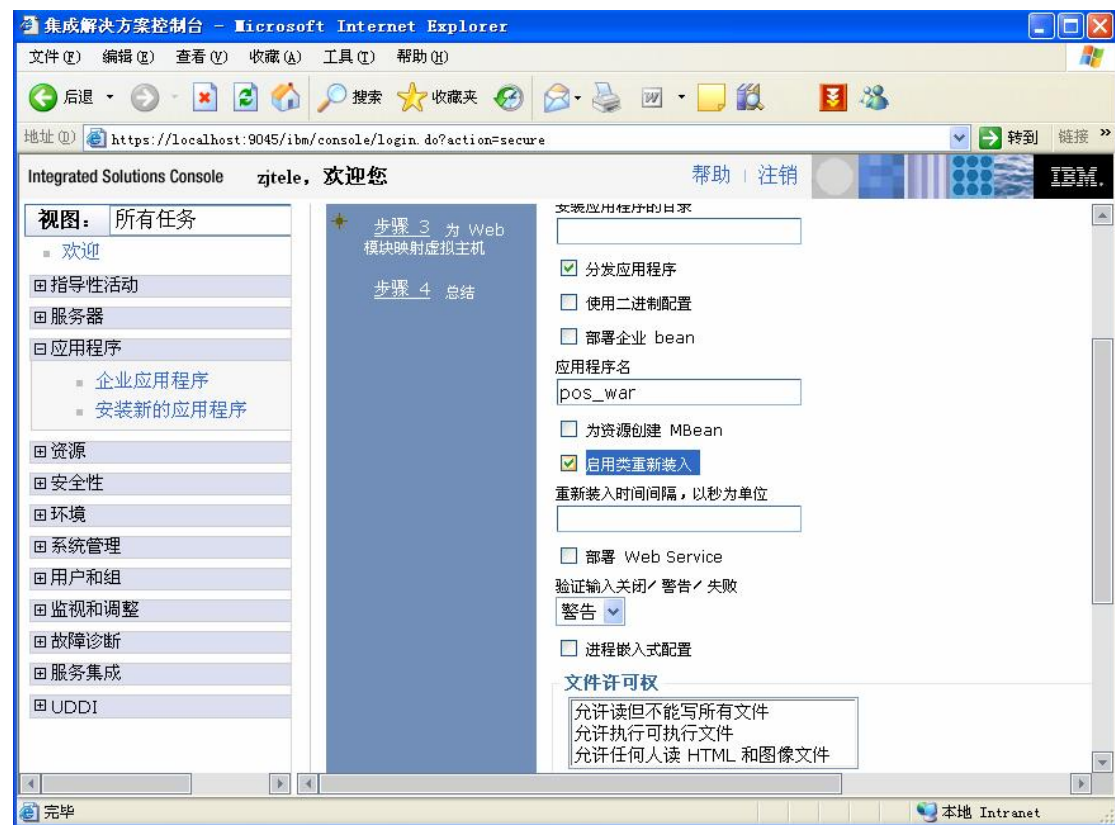 集成解决方案控制台 - Microsoft Internet Explorer
文件(F) 编辑(E) 查看(V) 收藏(A) 工具(T) 帮助(H)
后退 搜索 收藏夹
地址(D) https://localhost:9045/ibm/console/login.do?action=secure 转到 链接 »
Integrated Solutions Console zjtele，欢迎您 帮助 | 注销 IBM.
视图： 所有任务
欢迎
指导性活动
服务器
应用程序
企业应用程序
安装新的应用程序
资源
安全性
环境
系统管理
用户和组
监视和调整
故障诊断
服务集成
UDDI
步骤 3 为 Web
模块映射虚拟主机
步骤 4 总结
安装应用程序的目录
分发应用程序
使用二进制配置
部署企业 bean
应用程序名
pos_war
为资源创建 MBean
启用类重新装入
重新装入时间间隔，以秒为单位
部署 Web Service
验证输入关闭/ 警告/ 失败
警告
进程嵌入式配置
文件许可权
允许读但不能写所有文件
允许执行可执行文件
允许任何人读 HTML 和图像文件
完毕 本地 Intranet